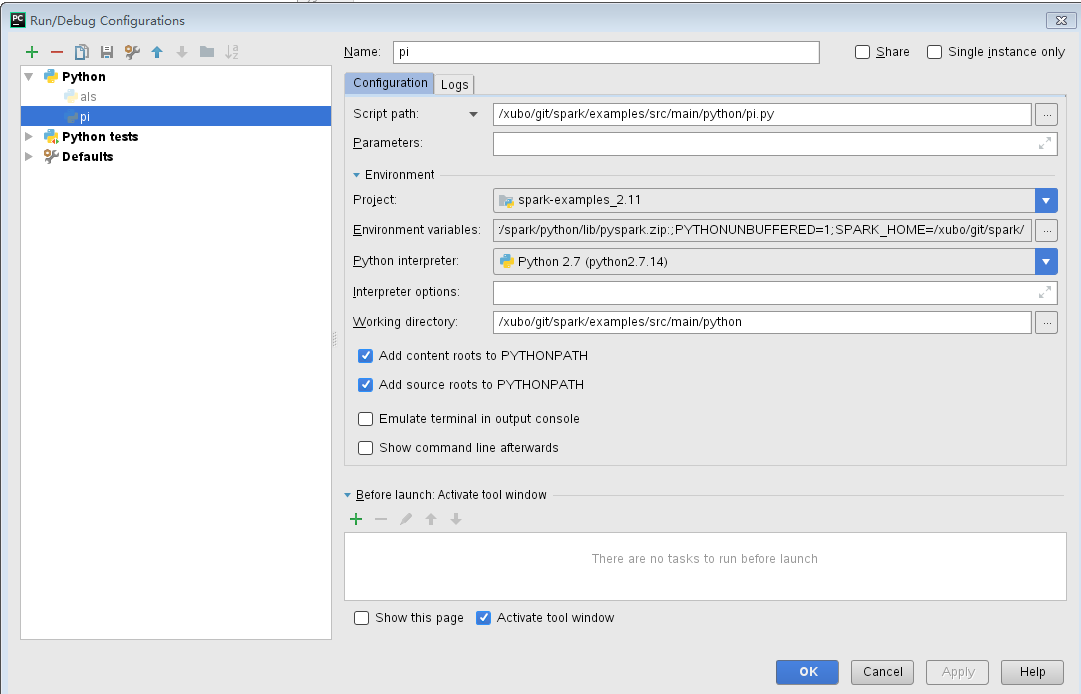 PC Run/Debug Configurations
Python
als
pi
Python tests
Defaults
Name: pi
Share
Single instance only
Configuration Logs
Script path: /xubo/git/spark/examples/src/main/python/pi.py ...
Parameters:
Environment
Project: spark-examples_2.11
Environment variables: :/spark/python/lib/pyspark.zip:;PYTHONUNBUFFERED=1;SPARK_HOME=/xubo/git/spark/ ...
Python interpreter: Python 2.7 (python2.7.14)
Interpreter options:
Working directory: /xubo/git/spark/examples/src/main/python ...
Add content roots to PYTHONPATH
Add source roots to PYTHONPATH
Emulate terminal in output console
Show command line afterwards
Before launch: Activate tool window
There are no tasks to run before launch
Show this page
Activate tool window
OK Cancel Apply Help